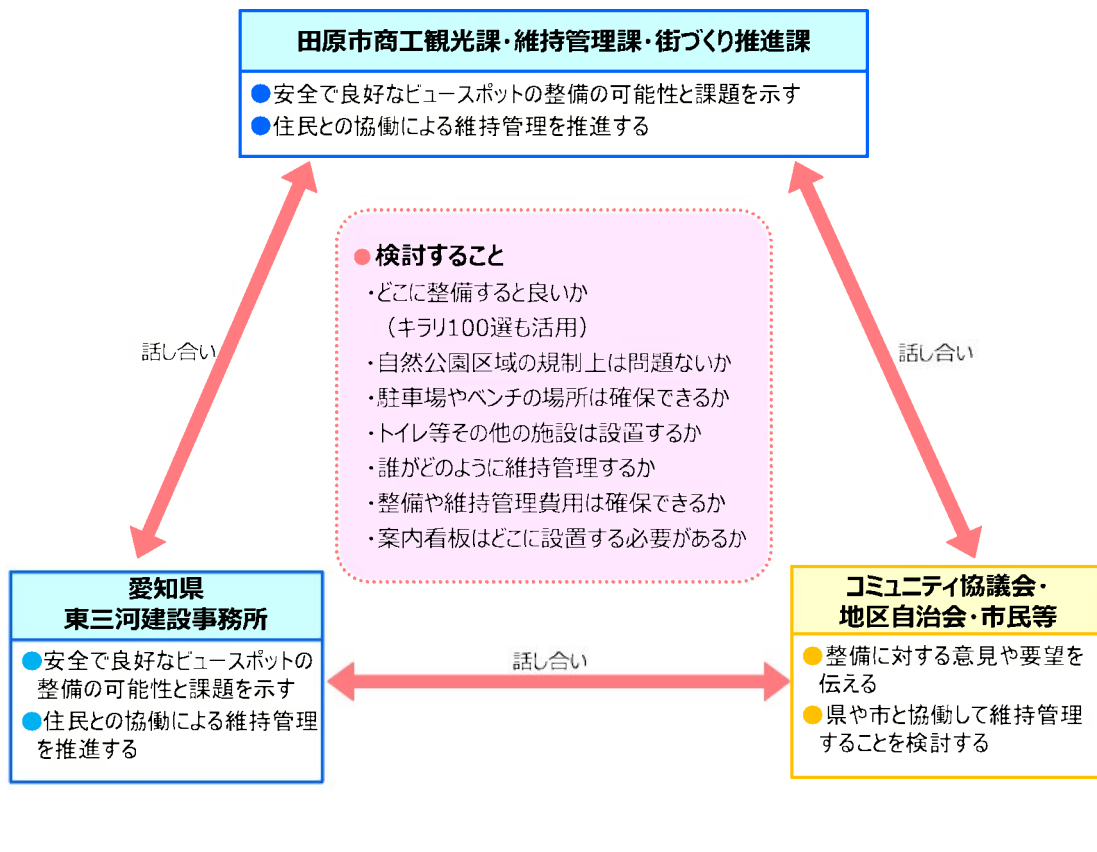 田原市商工観光課・維持管理課・街づくり推進課
●安全で良好なビュースポットの整備の可能性と課題を示す
●住民との協働による維持管理を推進する
●検討すること
・どこに整備すると良いか
（キラリ100選も活用）
・自然公園区域の規制上は問題ないか
・駐車場やベンチの場所は確保できるか
・トイレ等その他の施設は設置するか
・誰がどのように維持管理するか
・整備や維持管理費用は確保できるか
・案内看板はどこに設置する必要があるか
話し合い
話し合い
愛知県
東三河建設事務所
●安全で良好なビュースポットの
整備の可能性と課題を示す
●住民との協働による維持管理
を推進する
話し合い
コミュニティ協議会・
地区自治会・市民等
●整備に対する意見や要望を
伝える
●県や市と協働して維持管理
することを検討する